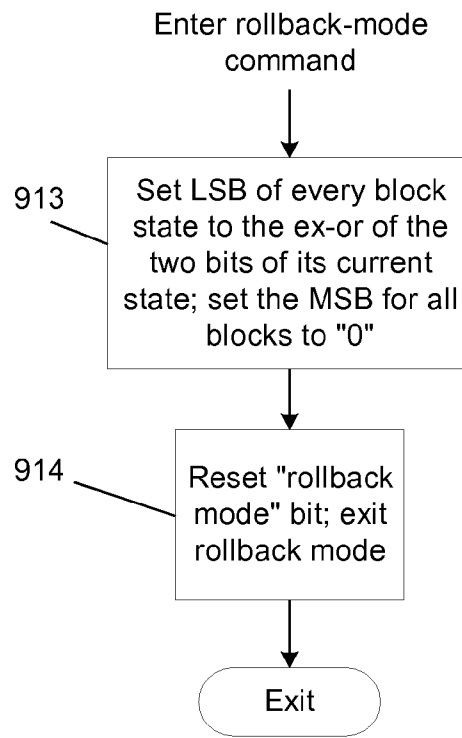 Enter rollback-mode
command
913
Set LSB of every block
state to the ex-or of the
two bits of its current
state; set the MSB for all
blocks to "0"
914
Reset "rollback
mode" bit; exit
rollback mode
Exit